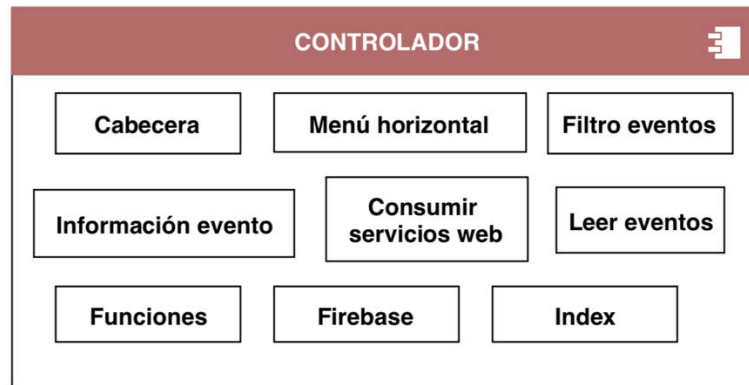 CONTROLADOR
Cabecera
Menú horizontal
Filtro eventos
Información evento
Consumir
servicios web
Leer eventos
Funciones
Firebase
Index